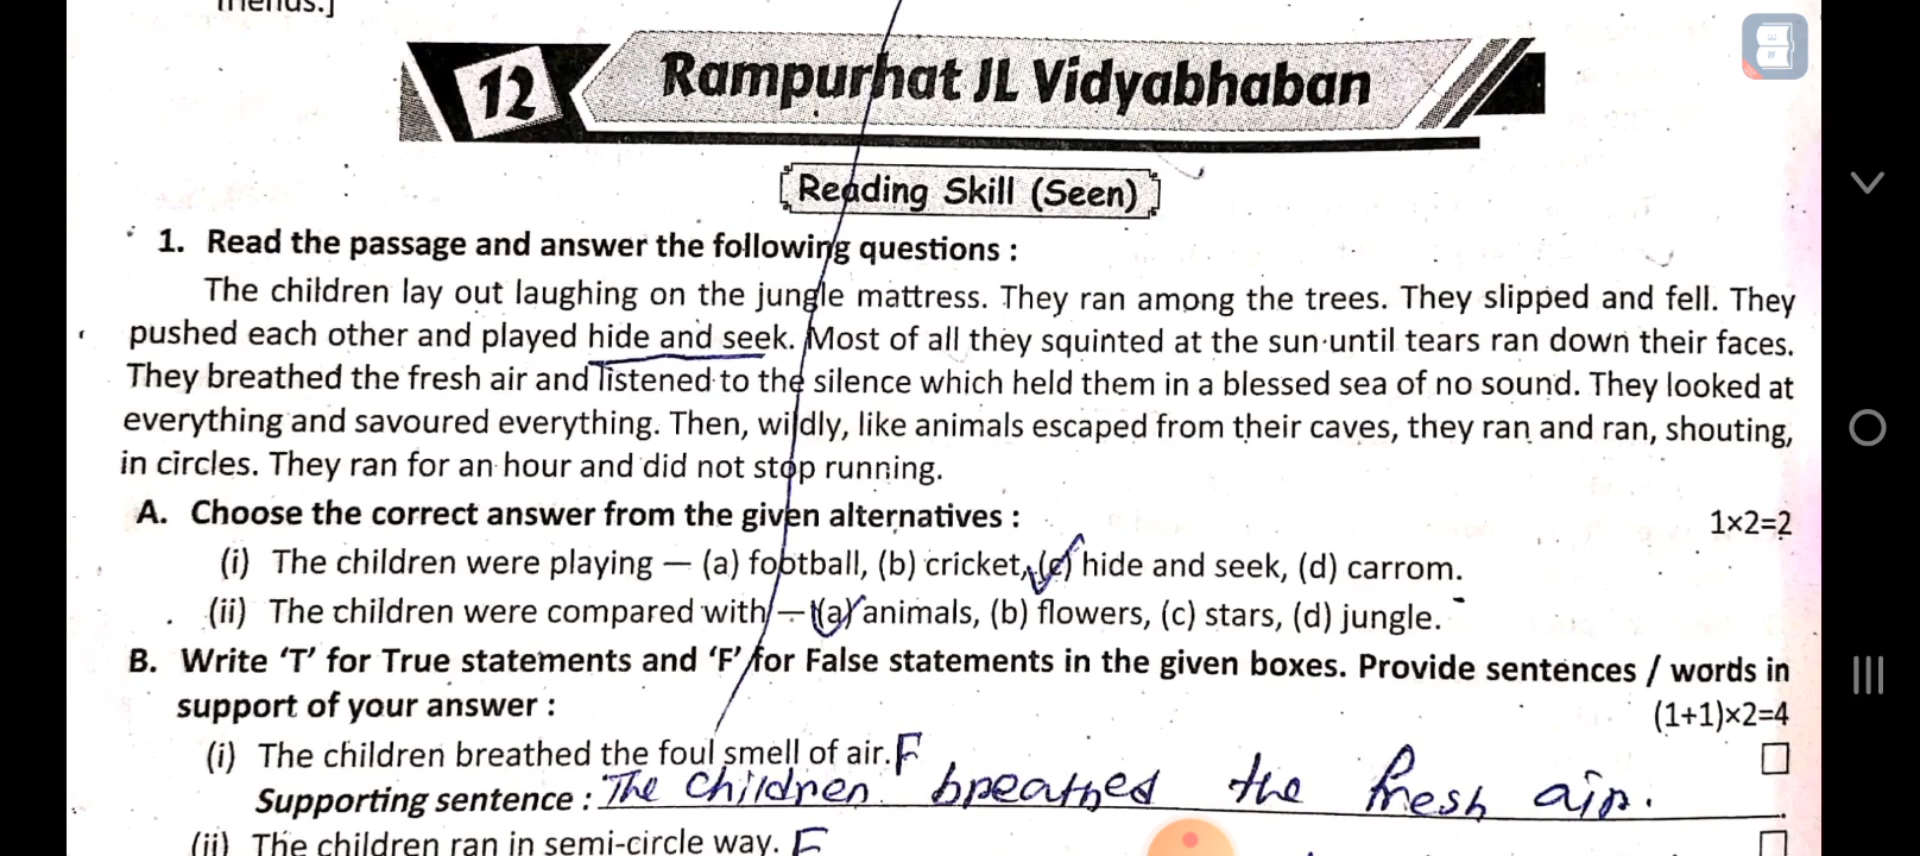 12 Rampurhat JL Vidyabhaban
Reading Skill (Seen)
1. Read the passage and answer the following questions :
The children lay out laughing on the jungle mattress. They ran among the trees. They slipped and fell. They
pushed each other and played hide and seek. Most of all they squinted at the sun until tears ran down their faces.
They breathed the fresh air and listened to the silence which held them in a blessed sea of no sound. They looked at
everything and savoured everything. Then, wildly, like animals escaped from their caves, they ran and ran, shouting,
in circles. They ran for an hour and did not stop running.
A. Choose the correct answer from the given alternatives : 1×2=2
(i) The children were playing — (a) football, (b) cricket, (c) hide and seek, (d) carrom.
(ii) The children were compared with — (a) animals, (b) flowers, (c) stars, (d) jungle.
B. Write ‘T’ for True statements and ‘F’ for False statements in the given boxes. Provide sentences / words in
support of your answer : (1+1)×2=4
(i) The children breathed the foul smell of air. F
Supporting sentence : The children breathed the fresh air.
(ii) The children ran in semi-circle way. F